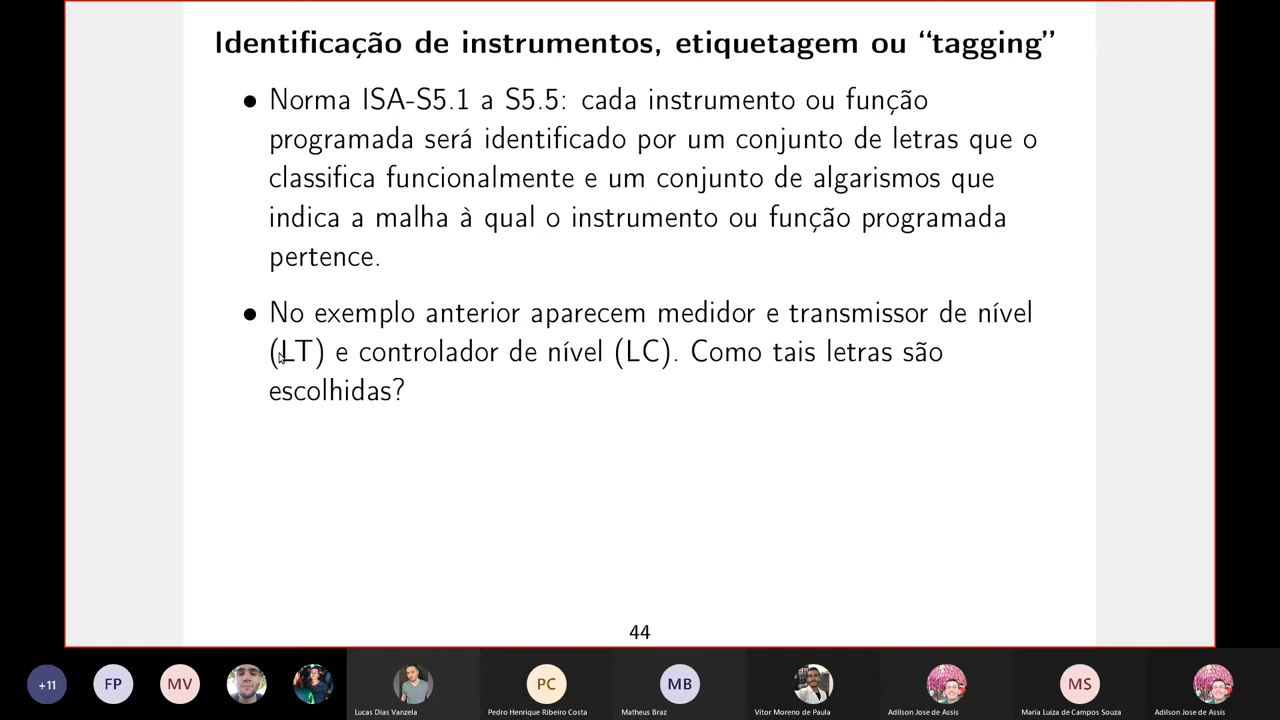 Identificação de instrumentos, etiquetagem ou “tagging”
• Norma ISA-S5.1 a S5.5: cada instrumento ou função
programada será identificado por um conjunto de letras que o
classifica funcionalmente e um conjunto de algarismos que
indica a malha à qual o instrumento ou função programada
pertence.
• No exemplo anterior aparecem medidor e transmissor de nível
(LT) e controlador de nível (LC). Como tais letras são
escolhidas?
44
+11 FP MV PC MB MS
Lucas Dias Vanzela Pedro Henrique Ribeiro Costa Matheus Braz Vítor Moreno de Paula Adilson Jose de Assis Maria Luiza de Campos Souza Adilson Jose de Assis